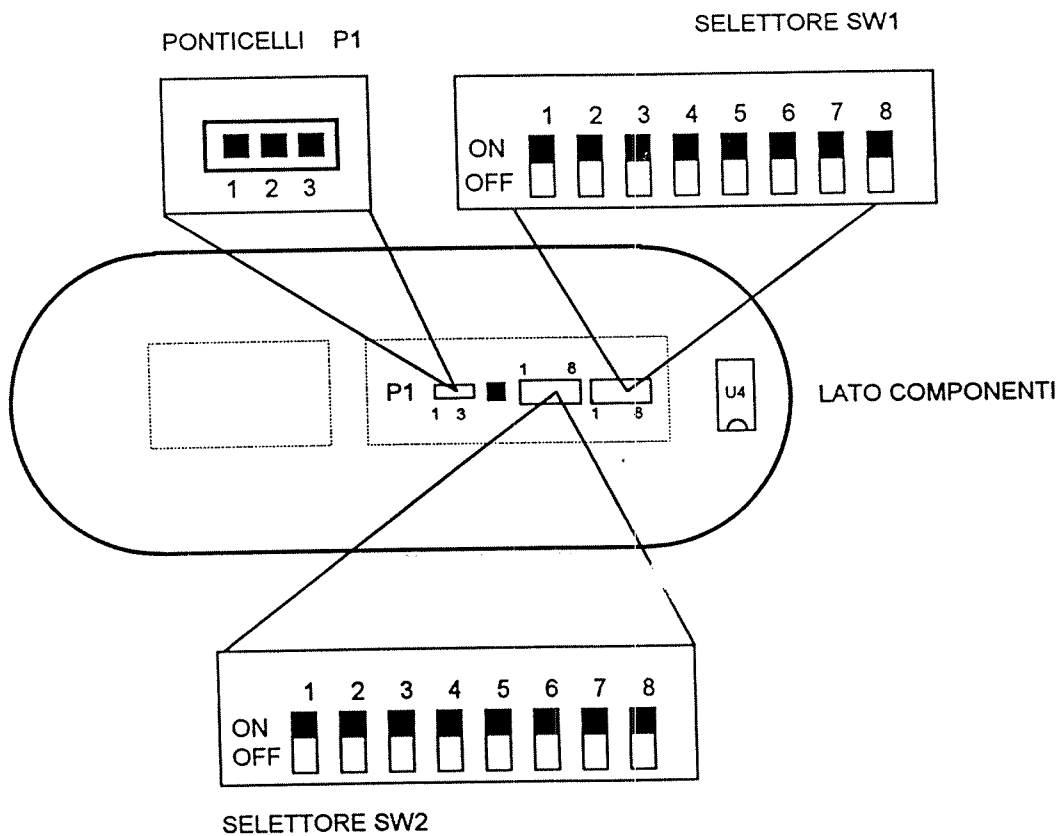 PONTICELLI P1
1 2 3
SELETTORE SW1
1 2 3 4 5 6 7 8
ON
OFF
1 8
P1
1 3
1 8
U4
LATO COMPONENTI
1 2 3 4 5 6 7 8
ON
OFF
SELETTORE SW2